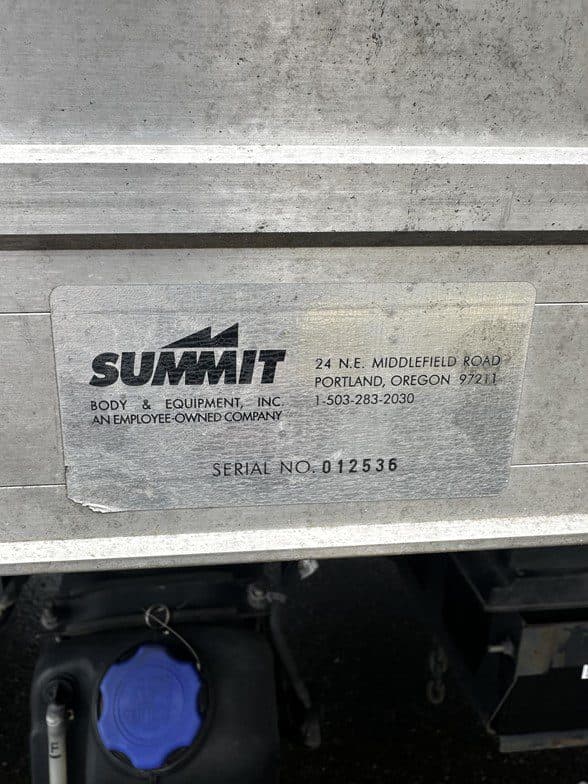 SUMMIT
BODY & EQUIPMENT, INC.
AN EMPLOYEE-OWNED COMPANY
24 N.E. MIDDLEFIELD ROAD
PORTLAND, OREGON 97211
1-503-283-2030
SERIAL NO. 012536
F